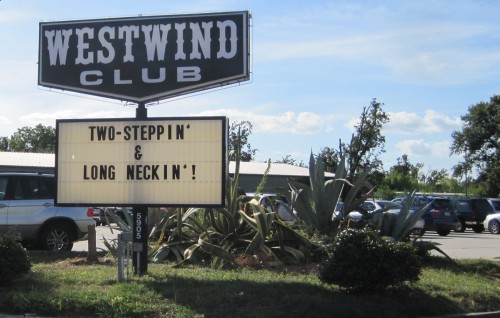 WESTWIND
CLUB
TWO-STEPPIN'
&
LONG NECKIN'!